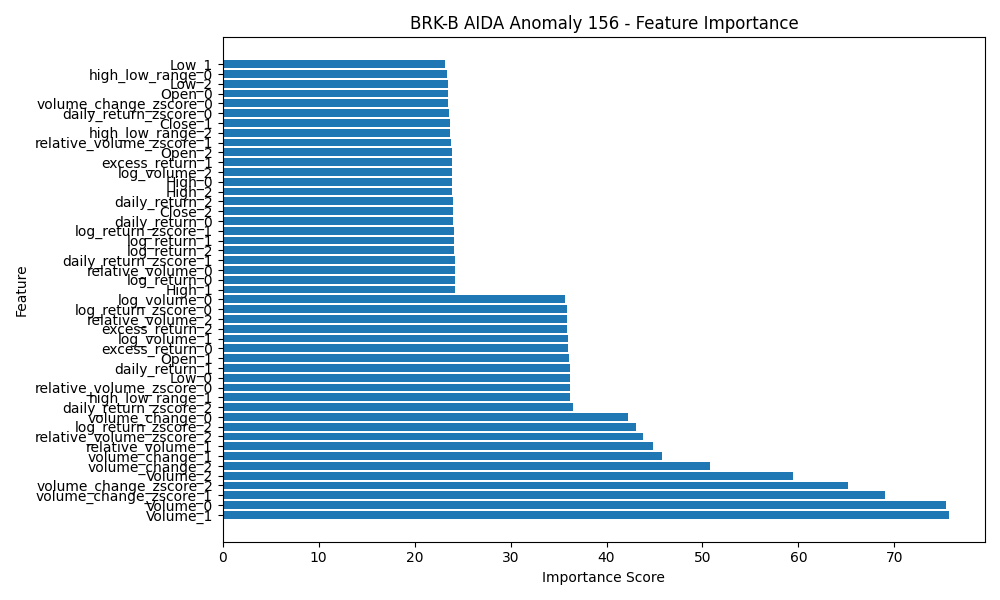 BRK-B AIDA Anomaly 156 - Feature Importance
Low_1
high_low_range_0
Low_2
Open_0
volume_change_zscore_0
daily_return_zscore_0
Close_1
high_low_range_2
relative_volume_zscore_1
Open_2
excess_return_1
log_volume_2
High_0
High_2
daily_return_2
Close_2
daily_return_0
log_return_zscore_1
log_return_1
log_return_2
daily_return_zscore_1
relative_volume_0
log_return_0
High_1
log_volume_0
log_return_zscore_0
relative_volume_2
excess_return_2
log_volume_1
excess_return_0
Open_1
daily_return_1
Low_0
relative_volume_zscore_0
high_low_range_1
daily_return_zscore_2
volume_change_0
log_return_zscore_2
relative_volume_zscore_2
relative_volume_1
volume_change_1
volume_change_2
Volume_2
volume_change_zscore_2
volume_change_zscore_1
Volume_0
Volume_1
Feature
0 10 20 30 40 50 60 70
Importance Score